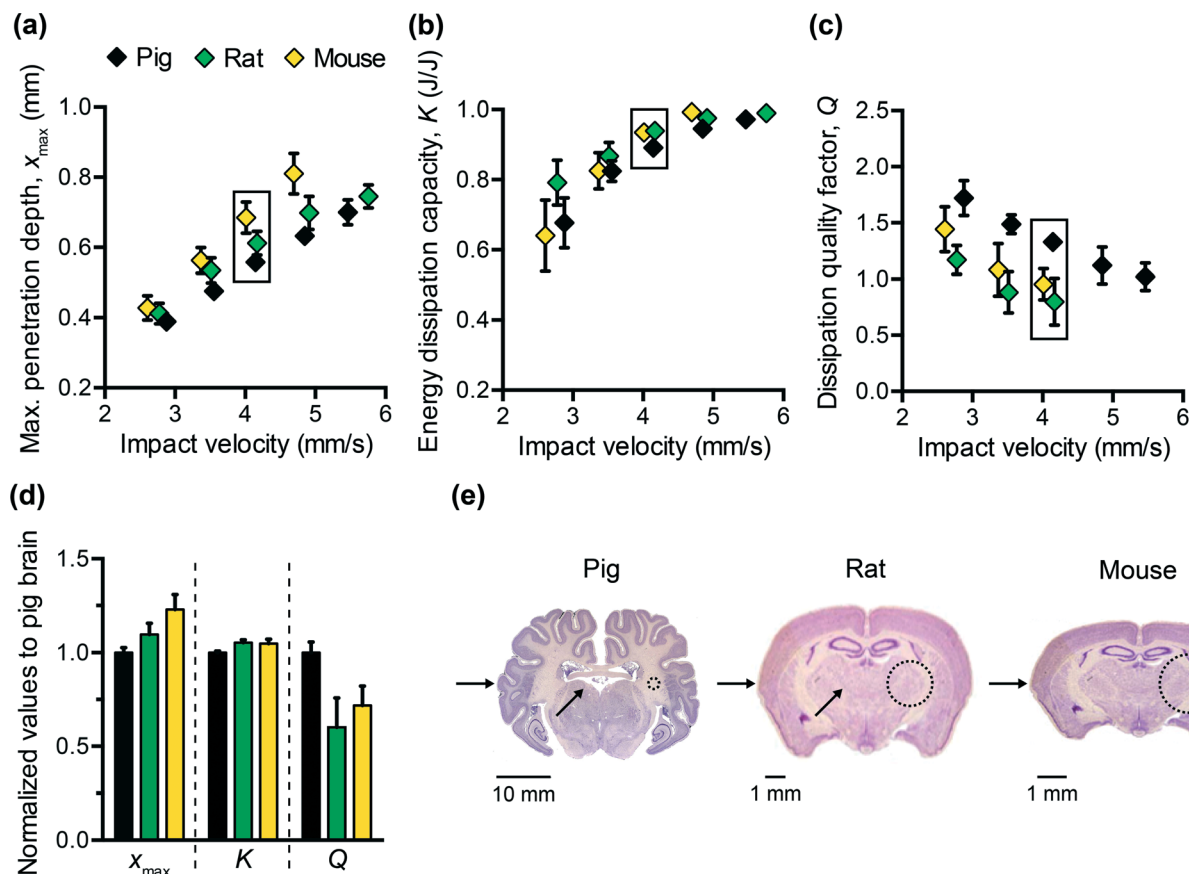 (a)
Pig Rat Mouse
Max. penetration depth, xmax (mm)
1.0
0.8
0.6
0.4
0.2
2 3 4 5 6
Impact velocity (mm/s)
(b)
Energy dissipation capacity, K (J/J)
1.0
0.8
0.6
0.4
0.2
2 3 4 5 6
Impact velocity (mm/s)
(c)
Dissipation quality factor, Q
2.5
2.0
1.5
1.0
0.5
0.0
2 3 4 5 6
Impact velocity (mm/s)
(d)
Normalized values to pig brain
1.5
1.0
0.5
0.0
xmax K Q
(e)
Pig Rat Mouse
10 mm 1 mm 1 mm